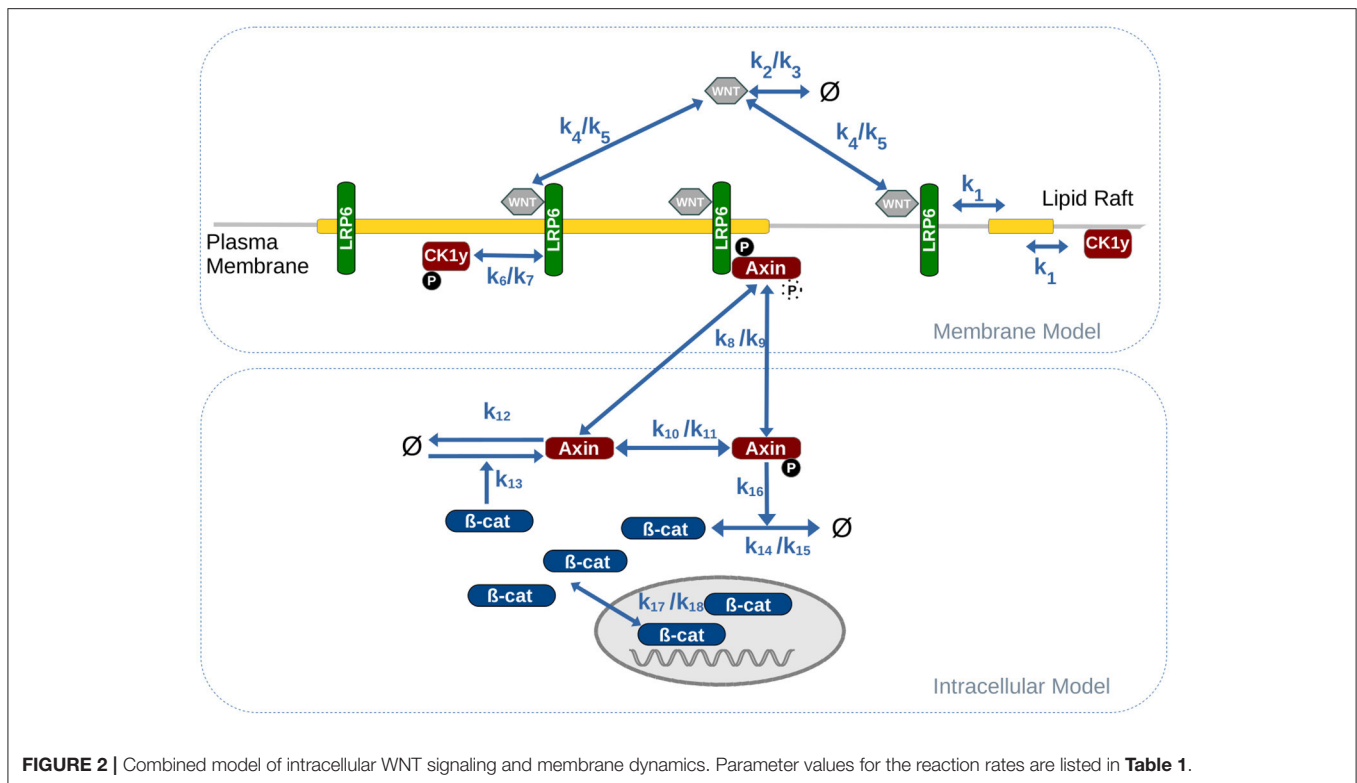 k2/k3
WNT
Ø
k4/k5
k4/k5
WNT
WNT
WNT
k1
Lipid Raft
LRP6
LRP6
LRP6
LRP6
Plasma
Membrane
CK1y
P
k6/k7
P
Axin
P
k1
CK1y
Membrane Model
k8 /k9
k12
Ø
Axin
k10 /k11
Axin
P
k13
k16
ß-cat
ß-cat
Ø
k14 /k15
ß-cat
ß-cat
k17 /k18
ß-cat
ß-cat
Intracellular Model
FIGURE 2 | Combined model of intracellular WNT signaling and membrane dynamics. Parameter values for the reaction rates are listed in Table 1.